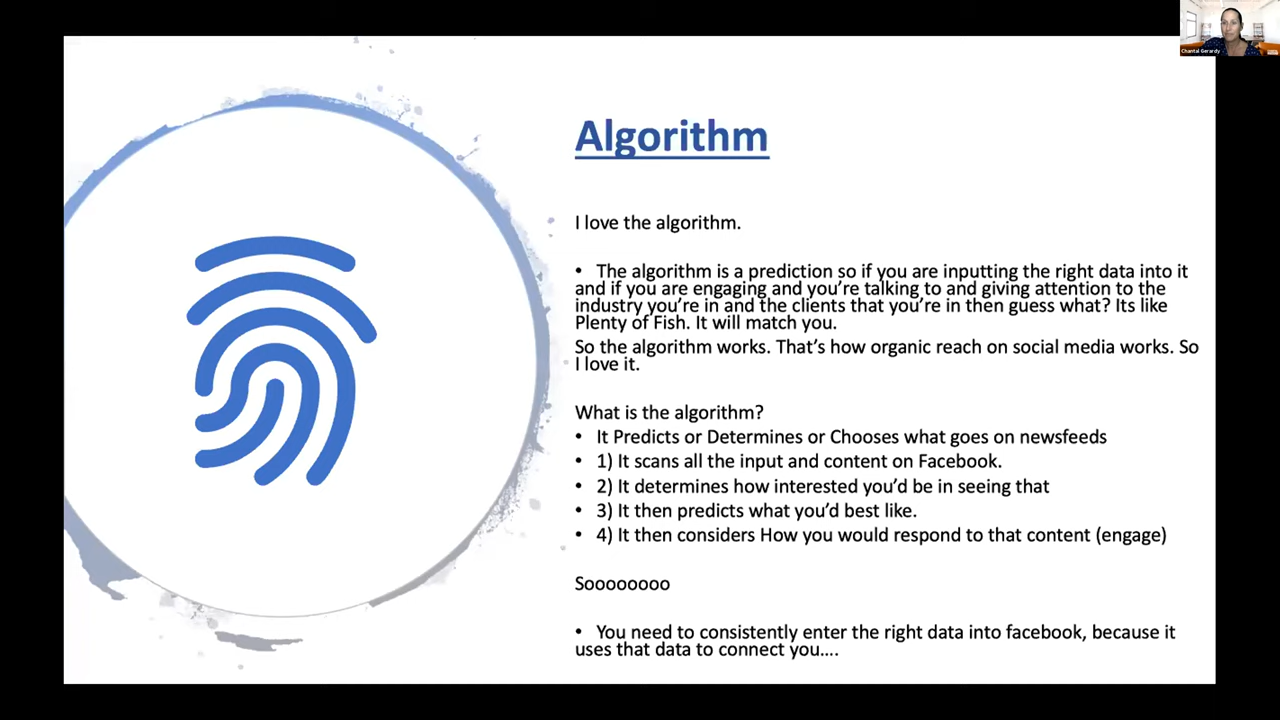 Chantal Gerardy
Algorithm
I love the algorithm.
• The algorithm is a prediction so if you are inputting the right data into it
and if you are engaging and you're talking to and giving attention to the
industry you're in and the clients that you're in then guess what? Its like
Plenty of Fish. It will match you.
So the algorithm works. That's how organic reach on social media works. So
I love it.
What is the algorithm?
• It Predicts or Determines or Chooses what goes on newsfeeds
• 1) It scans all the input and content on Facebook.
• 2) It determines how interested you'd be in seeing that
• 3) It then predicts what you'd best like.
• 4) It then considers How you would respond to that content (engage)
Soooooooo
• You need to consistently enter the right data into facebook, because it
uses that data to connect you....